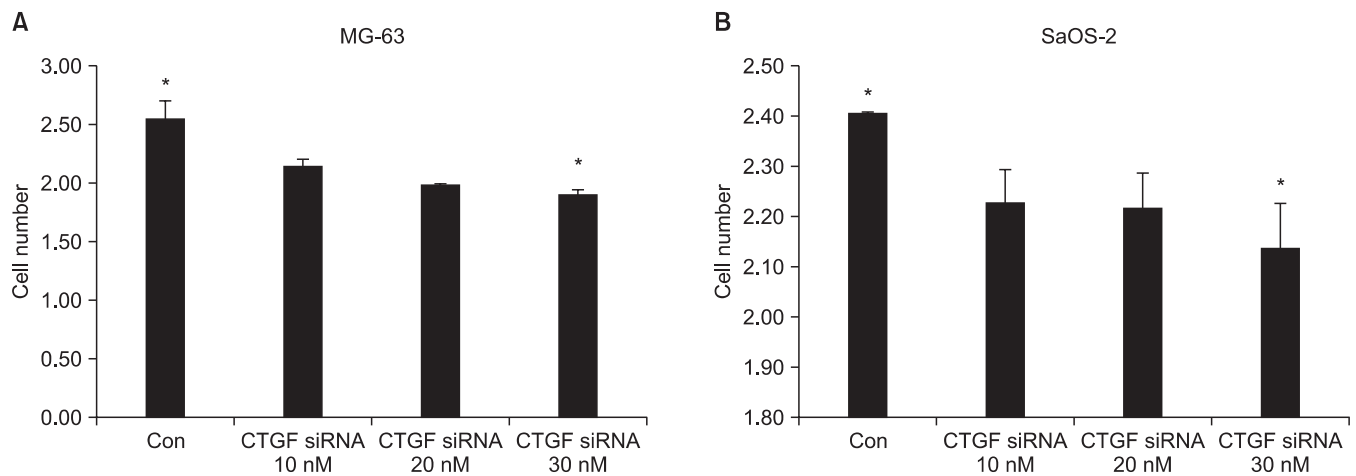 A
MG-63
Cell number
3.00
2.50
2.00
1.50
1.00
0.50
0.00
*
*
Con
CTGF siRNA
10 nM
CTGF siRNA
20 nM
CTGF siRNA
30 nM
B
SaOS-2
Cell number
2.50
2.40
2.30
2.20
2.10
2.00
1.90
1.80
*
*
Con
CTGF siRNA
10 nM
CTGF siRNA
20 nM
CTGF siRNA
30 nM